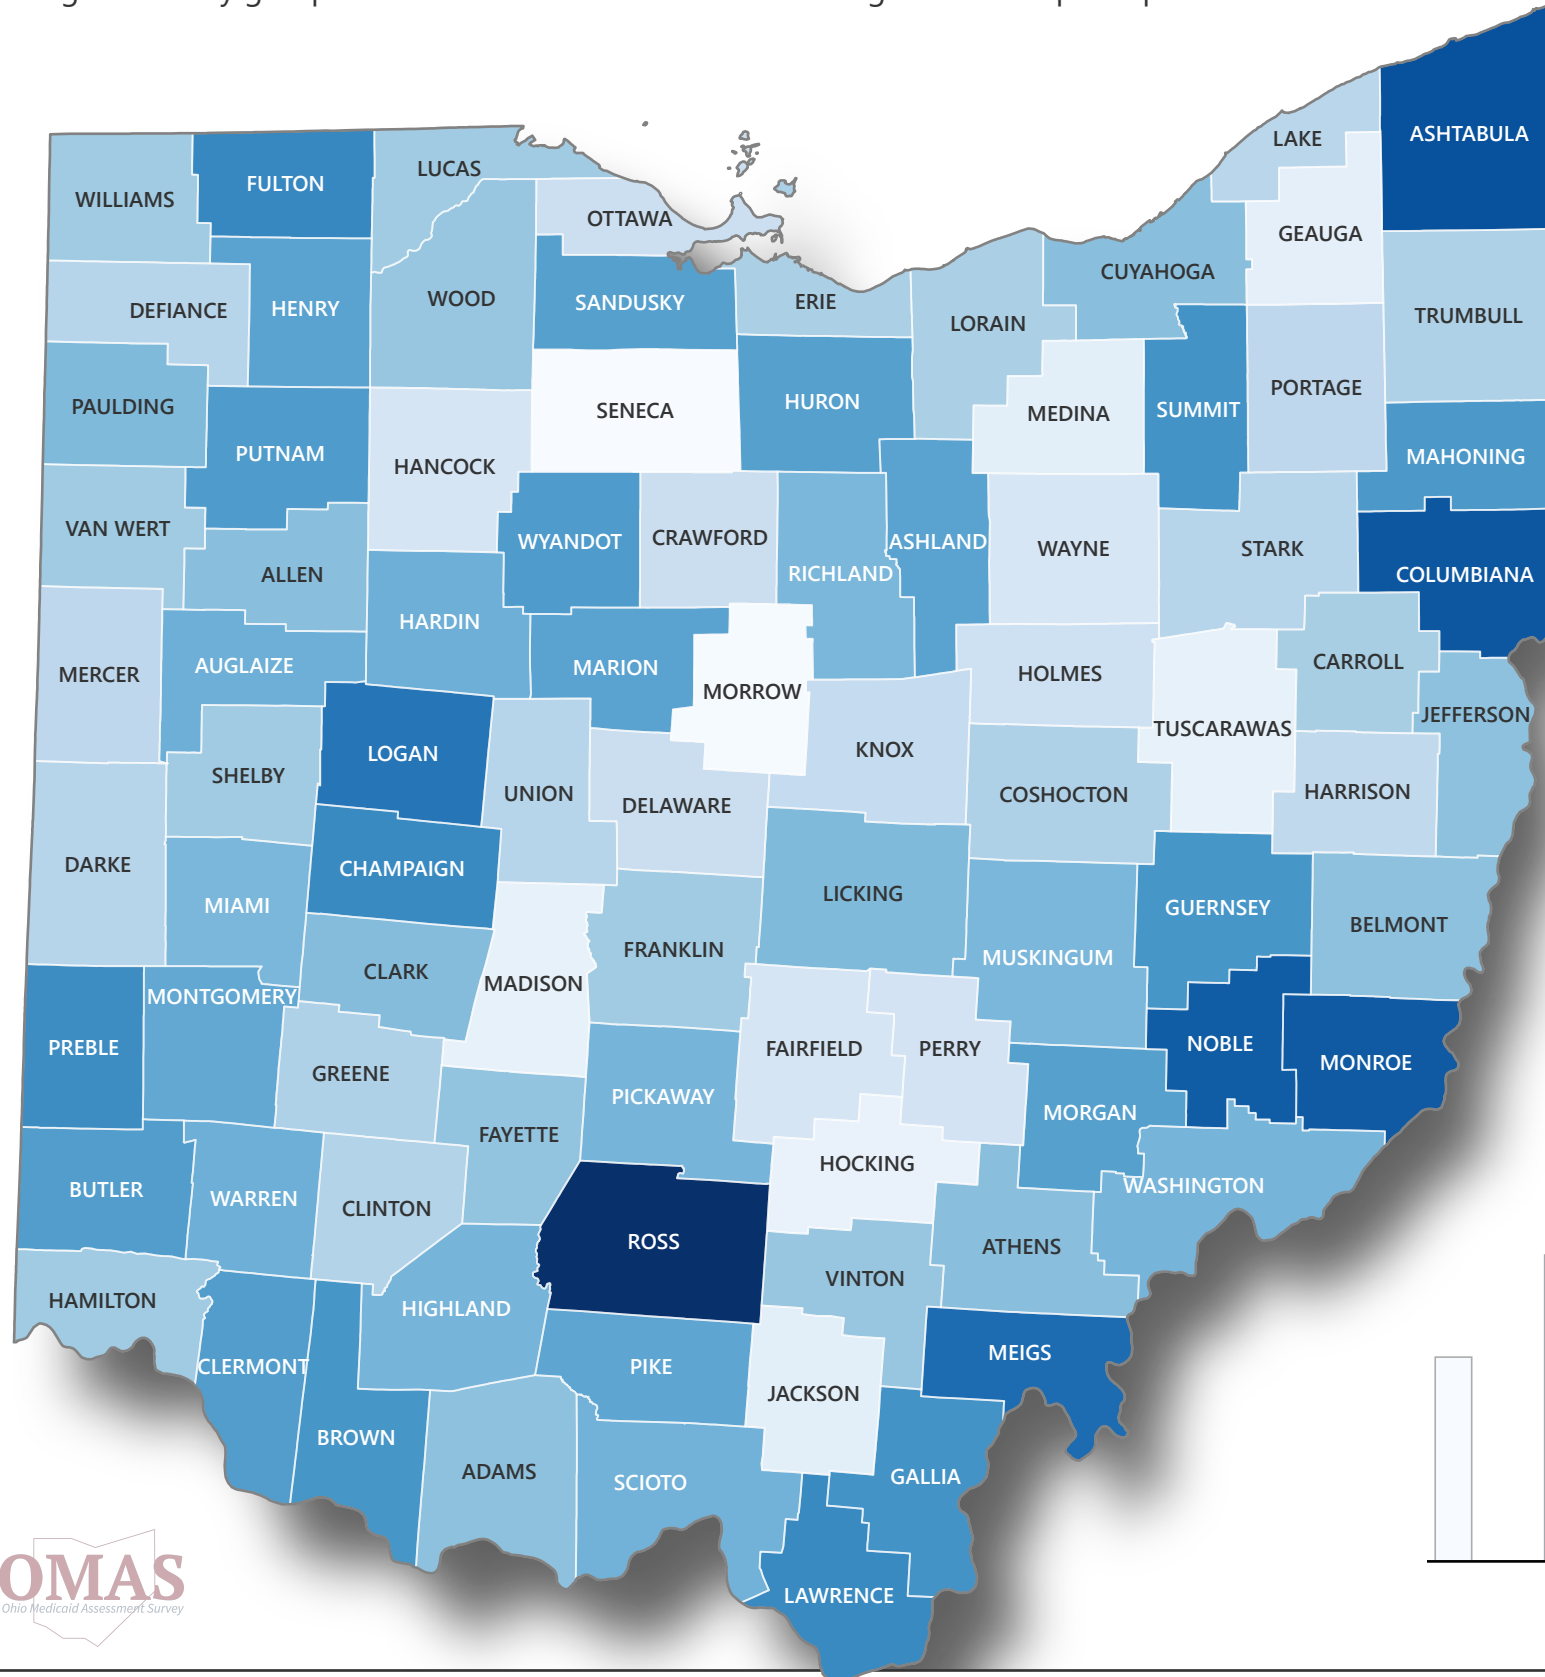 ASHTABULA
LAKE
LUCAS
FULTON
WILLIAMS
OTTAWA
GEAUGA
CUYAHOGA
WOOD
SANDUSKY
ERIE
HENRY
DEFIANCE
LORAIN
TRUMBULL
PORTAGE
HURON
PAULDING
SENECA
MEDINA
SUMMIT
PUTNAM
MAHONING
HANCOCK
VAN WERT
WYANDOT
CRAWFORD
ASHLAND
WAYNE
STARK
ALLEN
RICHLAND
COLUMBIANA
HARDIN
CARROLL
AUGLAIZE
MARION
MERCER
HOLMES
MORROW
JEFFERSON
TUSCARAWAS
LOGAN
KNOX
SHELBY
UNION
COSHOCTON
HARRISON
DELAWARE
DARKE
CHAMPAIGN
LICKING
MIAMI
GUERNSEY
BELMONT
FRANKLIN
MUSKINGUM
CLARK
MADISON
MONTGOMERY
PREBLE
NOBLE
FAIRFIELD
PERRY
MONROE
GREENE
PICKAWAY
MORGAN
FAYETTE
HOCKING
BUTLER
WARREN
WASHINGTON
CLINTON
ROSS
ATHENS
VINTON
HAMILTON
HIGHLAND
MEIGS
CLERMONT
PIKE
JACKSON
BROWN
ADAMS
GALLIA
SCIOTO
LAWRENCE
OMAS
Ohio Medicaid Assessment Survey